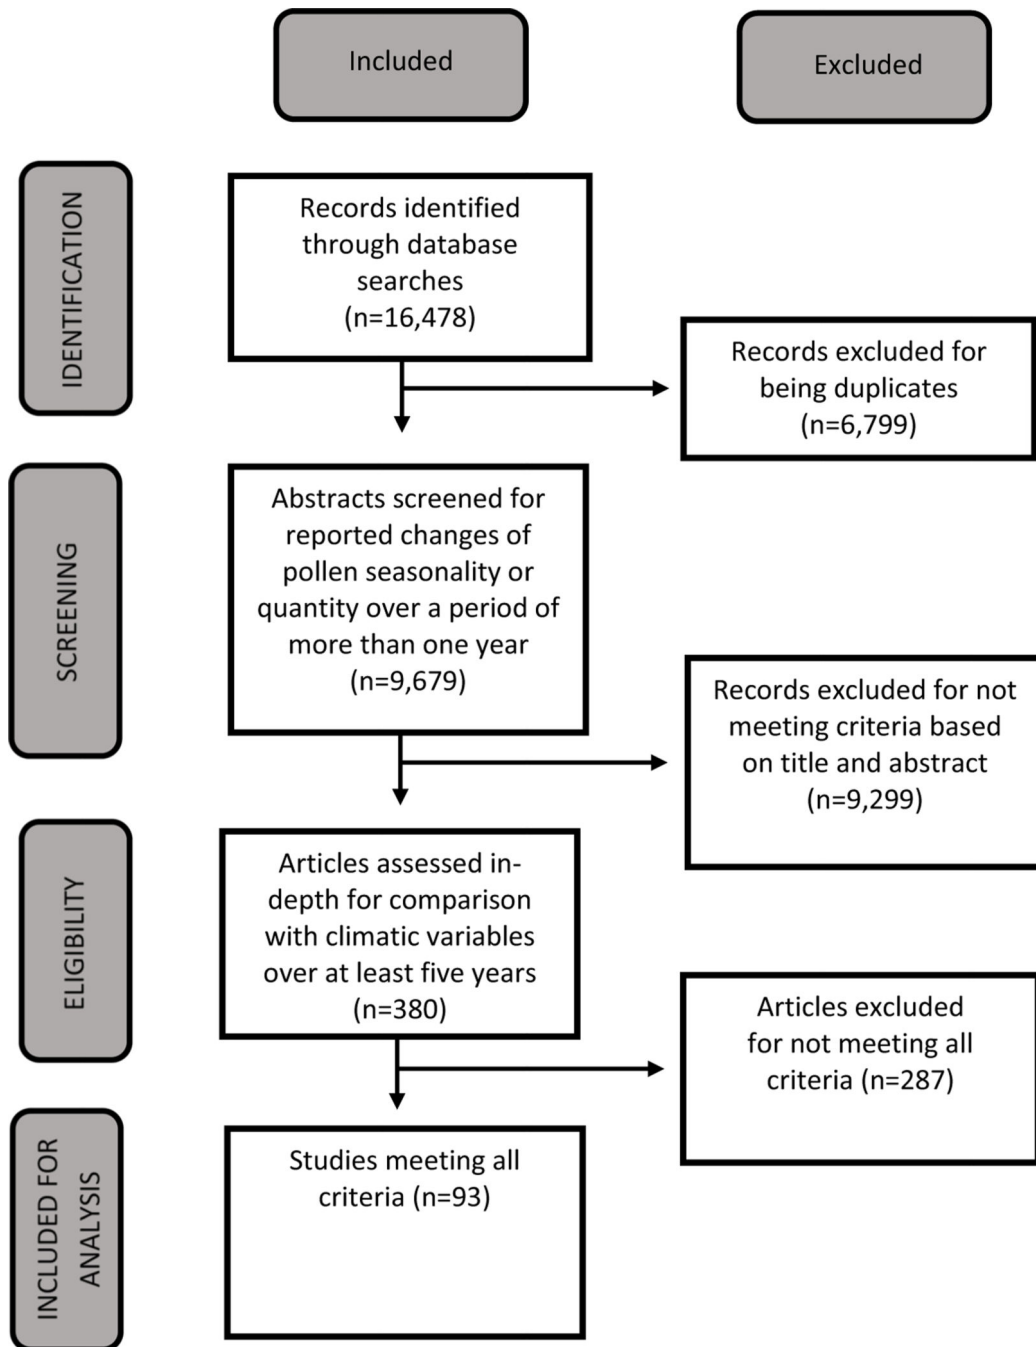 Included
Excluded
IDENTIFICATION
Records identified
through database
searches
(n=16,478)
Records excluded for
being duplicates
(n=6,799)
SCREENING
Abstracts screened for
reported changes of
pollen seasonality or
quantity over a period of
more than one year
(n=9,679)
Records excluded for not
meeting criteria based
on title and abstract
(n=9,299)
ELIGIBILITY
Articles assessed in-
depth for comparison
with climatic variables
over at least five years
(n=380)
Articles excluded
for not meeting all
criteria (n=287)
INCLUDED FOR
ANALYSIS
Studies meeting all
criteria (n=93)